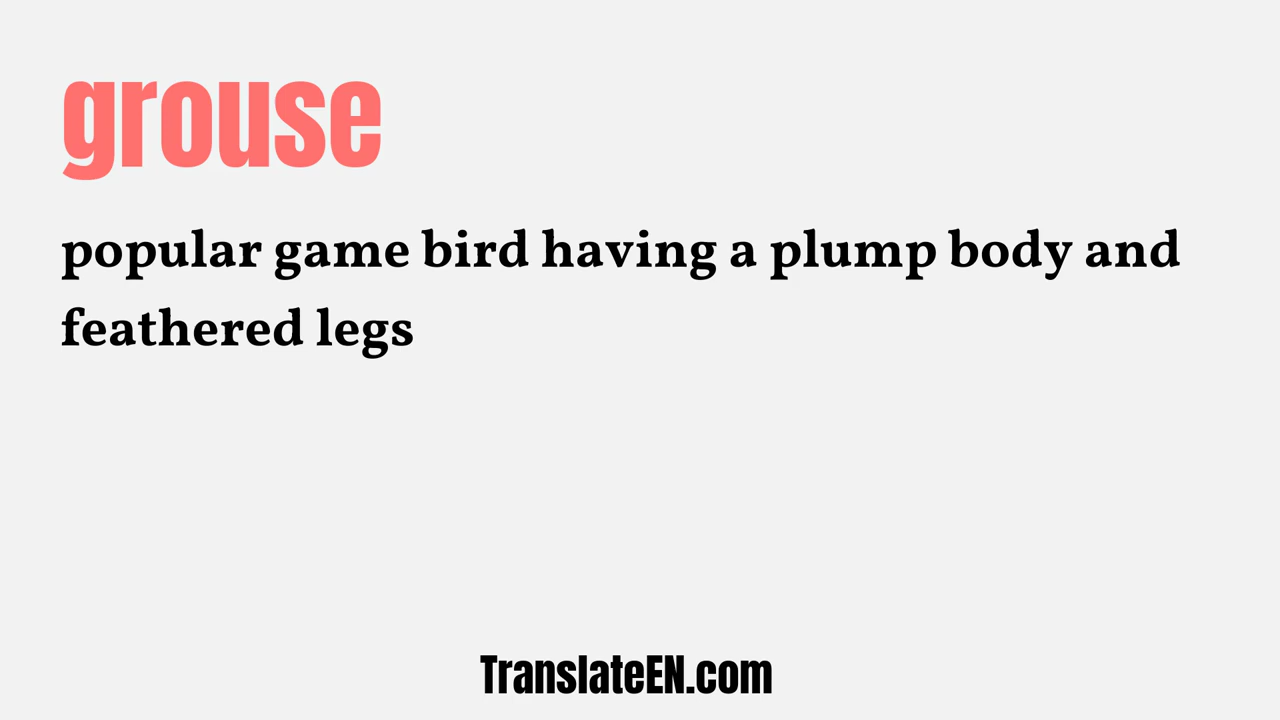 grouse
popular game bird having a plump body and
feathered legs
TranslateEN.com